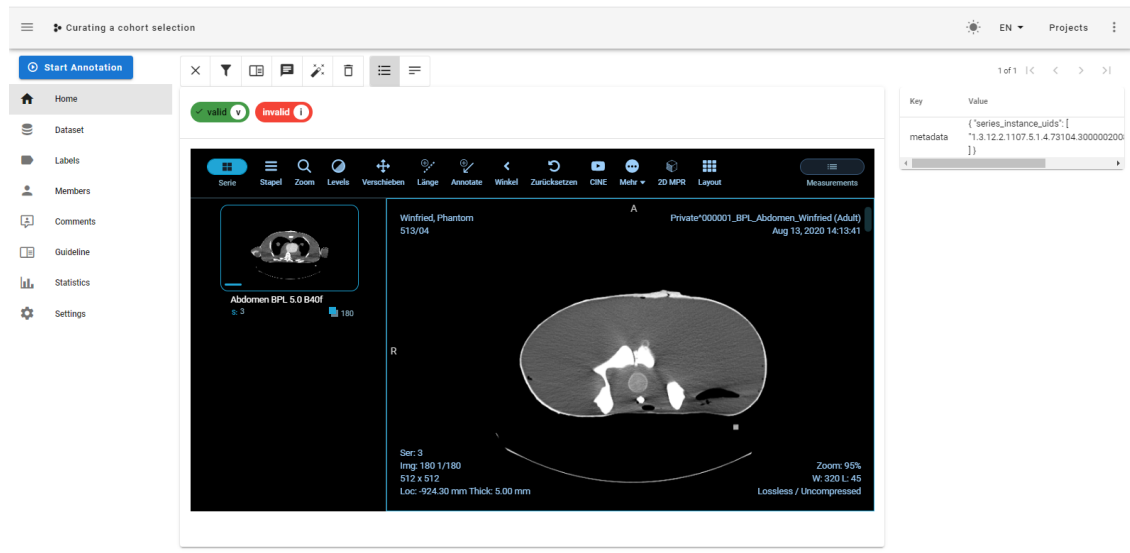 Curating a cohort selection
EN
Projects
Start Annotation
Home
Dataset
Labels
Members
Comments
Guideline
Statistics
Settings
valid v
invalid i
1 of 1
Key Value
metadata
{ "series_instance_uids": [
"1.3.12.2.1107.5.1.4.73104.300000200
] }
Serie Stapel Zoom Levels Verschieben Länge Annotate Winkel Zurücksetzen CINE Mehr 2D MPR Layout Measurements
Abdomen BPL 5.0 B40f
S: 3
180
Winfried, Phantom
513/04
A
Private^000001_BPL_Abdomen_Winfried (Adult)
Aug 13, 2020 14:13:41
R
Ser: 3
Img: 180 1/180
512 x 512
Loc: -924.30 mm Thick: 5.00 mm
Zoom: 95%
W: 320 L: 45
Lossless / Uncompressed